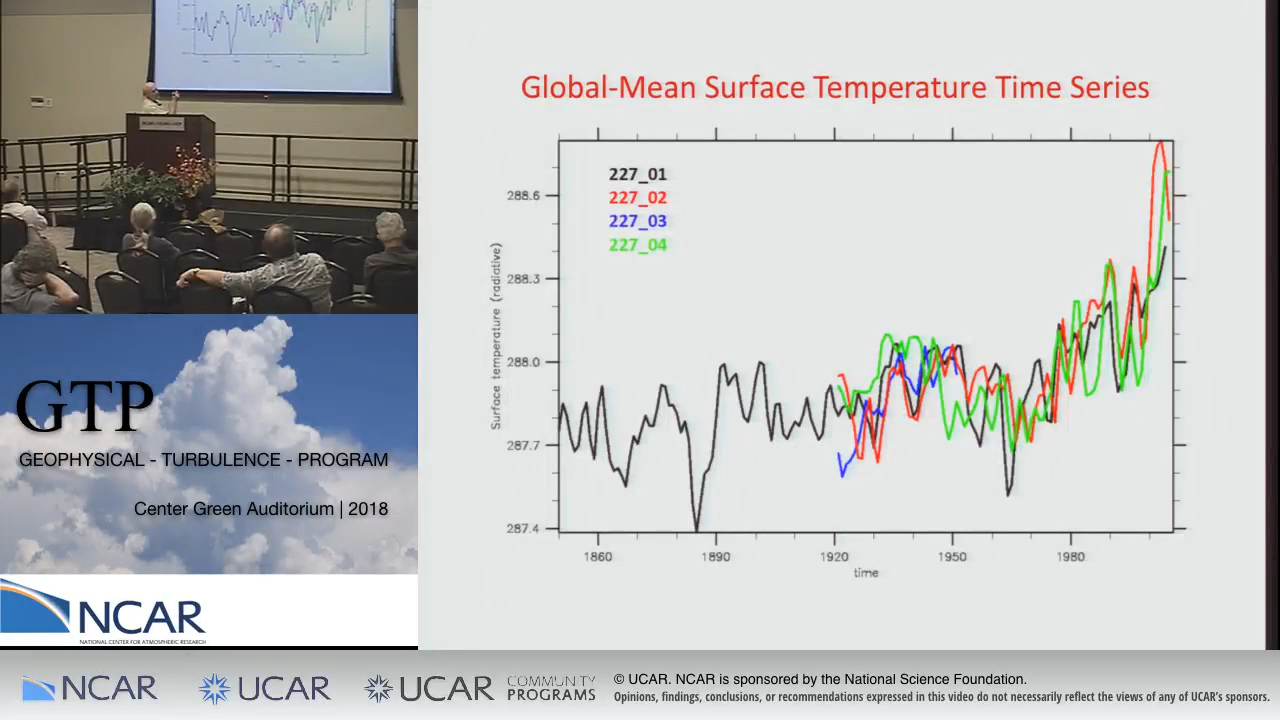 Global-Mean Surface Temperature Time Series
227_01
227_02
227_03
227_04
288.6
288.3
288.0
287.7
287.4
Surface temperature (radiative)
1860 1890 1920 1950 1980
time
GTP
GEOPHYSICAL - TURBULENCE - PROGRAM
Center Green Auditorium | 2018
NCAR
NATIONAL CENTER FOR ATMOSPHERIC RESEARCH
NCAR UCAR UCAR COMMUNITY PROGRAMS
© UCAR. NCAR is sponsored by the National Science Foundation.
Opinions, findings, conclusions, or recommendations expressed in this video do not necessarily reflect the views of any of UCAR's sponsors.